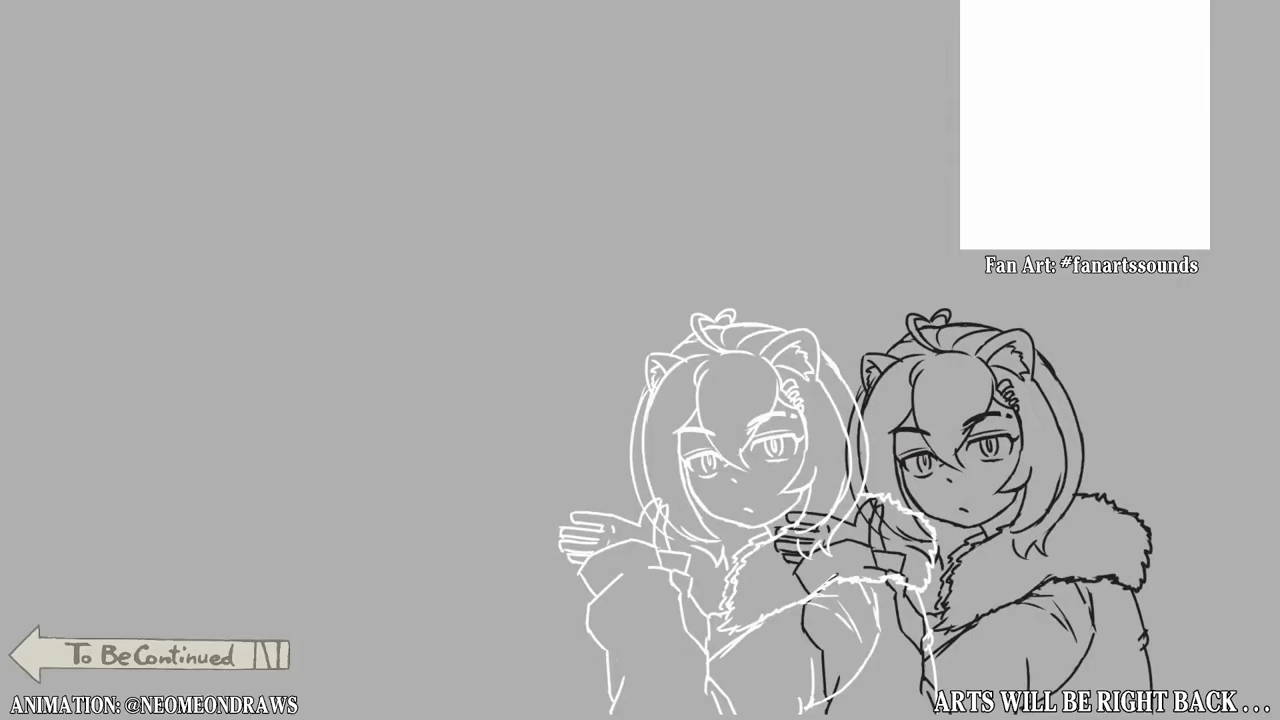 Fan Art: #fanartssounds
To Be Continued
ANIMATION: @NEOMEONDRAWS
ARTS WILL BE RIGHT BACK . . .